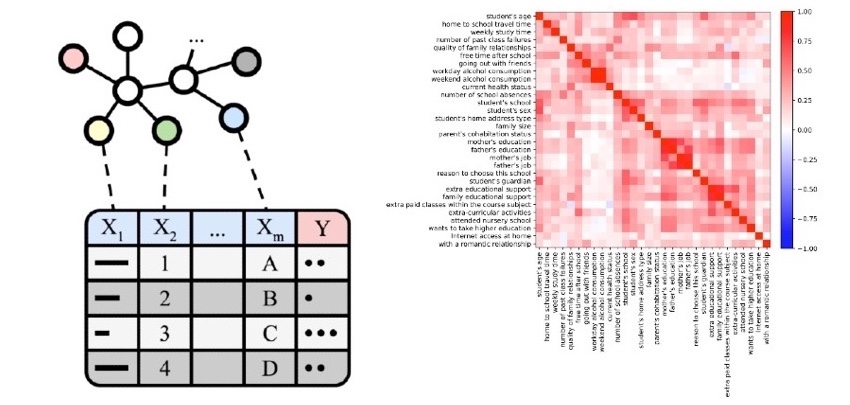 ...
X1 X2 ... Xm Y
1 A
2 B
3 C
4 D
student's age
home to school travel time
weekly study time
number of past class failures
quality of family relationships
free time after school
going out with friends
workday alcohol consumption
weekend alcohol consumption
current health status
number of school absences
student's school
student's sex
student's home address type
family size
parent's cohabitation status
mother's education
father's education
mother's job
father's job
reason to choose this school
student's guardian
extra educational support
family educational support
extra paid classes within the course subject
extra-curricular activities
attended nursery school
wants to take higher education
Internet access at home
with a romantic relationship
student's age
home to school travel time
weekly study time
number of past class failures
quality of family relationships
free time after school
going out with friends
workday alcohol consumption
weekend alcohol consumption
current health status
number of school absences
student's school
student's sex
student's home address type
family size
parent's cohabitation status
mother's education
father's education
mother's job
father's job
reason to choose this school
student's guardian
extra educational support
family educational support
extra paid classes within the course subject
extra-curricular activities
attended nursery school
wants to take higher education
Internet access at home
with a romantic relationship
1.00
0.75
0.50
0.25
0.00
−0.25
−0.50
−0.75
−1.00